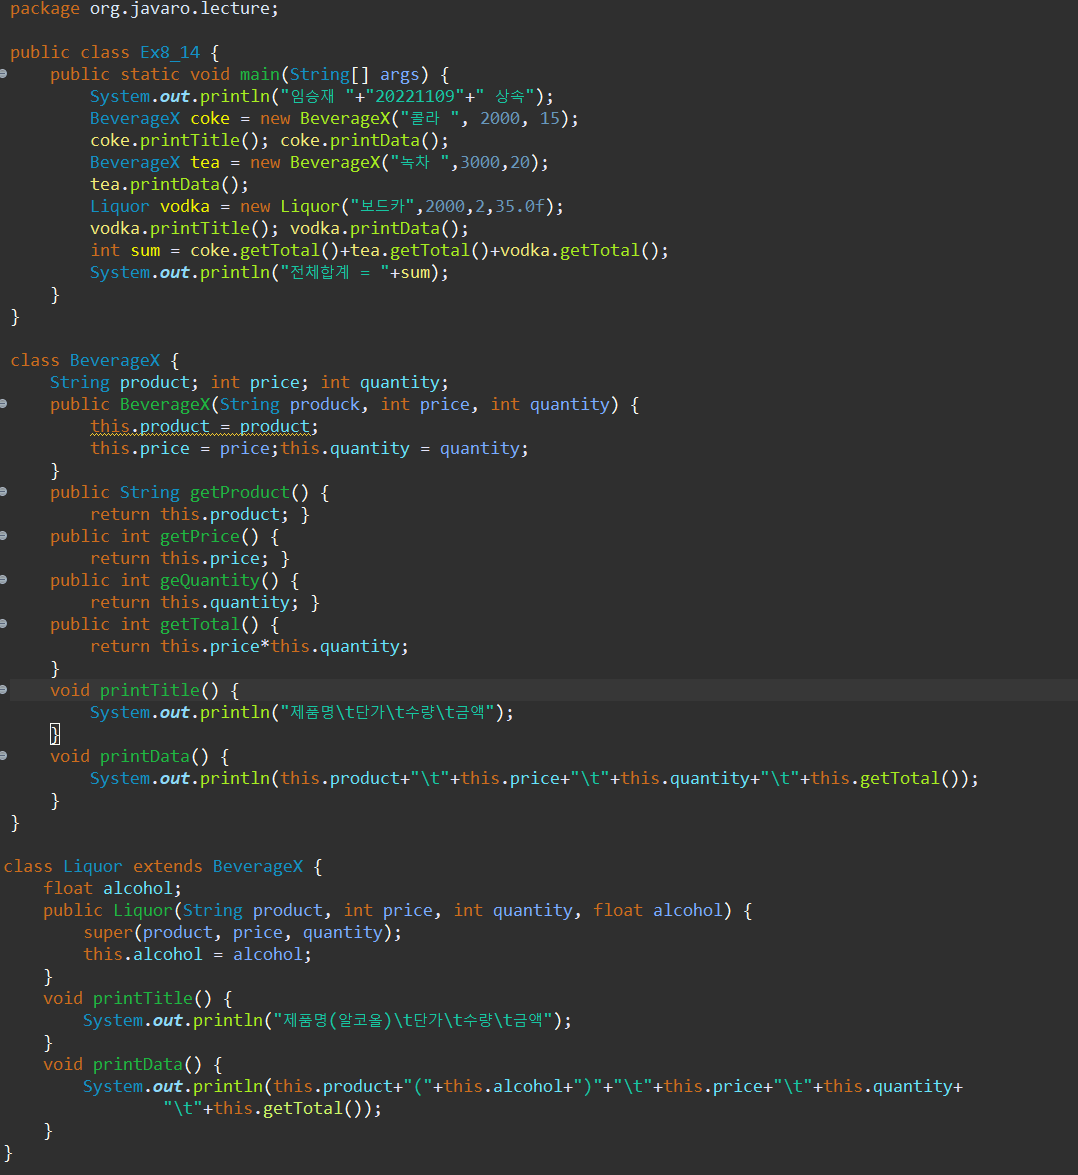 package org.javaro.lecture;
public class Ex8_14 {
public static void main(String[] args) {
System.out.println("임승재 "+"20221109"+" 상속");
BeverageX coke = new BeverageX("콜라 ", 2000, 15);
coke.printTitle(); coke.printData();
BeverageX tea = new BeverageX("녹차 ",3000,20);
tea.printData();
Liquor vodka = new Liquor("보드카",2000,2,35.0f);
vodka.printTitle(); vodka.printData();
int sum = coke.getTotal()+tea.getTotal()+vodka.getTotal();
System.out.println("전체합계 = "+sum);
}
}
class BeverageX {
String product; int price; int quantity;
public BeverageX(String produck, int price, int quantity) {
this.product = product;
this.price = price;this.quantity = quantity;
}
public String getProduct() {
return this.product; }
public int getPrice() {
return this.price; }
public int geQuantity() {
return this.quantity; }
public int getTotal() {
return this.price*this.quantity;
}
void printTitle() {
System.out.println("제품명\t단가\t수량\t금액");
}
void printData() {
System.out.println(this.product+"\t"+this.price+"\t"+this.quantity+"\t"+this.getTotal());
}
}
class Liquor extends BeverageX {
float alcohol;
public Liquor(String product, int price, int quantity, float alcohol) {
super(product, price, quantity);
this.alcohol = alcohol;
}
void printTitle() {
System.out.println("제품명(알코올)\t단가\t수량\t금액");
}
void printData() {
System.out.println(this.product+"("+this.alcohol+")"+"\t"+this.price+"\t"+this.quantity+
"\t"+this.getTotal());
}
}